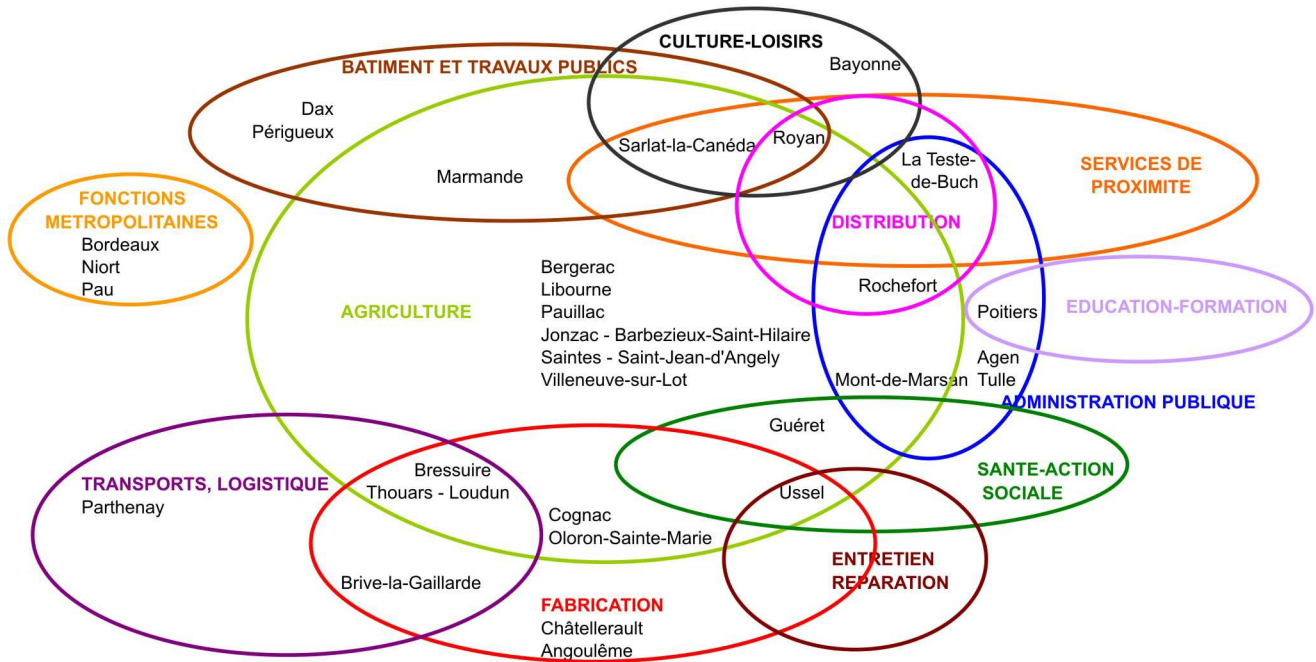 CULTURE-LOISIRS
Bayonne
BATIMENT ET TRAVAUX PUBLICS
Dax
Périgueux
Sarlat-la-Canéda
Royan
La Teste-
de-Buch
SERVICES DE
PROXIMITE
Marmande
FONCTIONS
METROPOLITAINES
Bordeaux
Niort
Pau
DISTRIBUTION
AGRICULTURE
Bergerac
Libourne
Pauillac
Jonzac - Barbezieux-Saint-Hilaire
Saintes - Saint-Jean-d'Angely
Villeneuve-sur-Lot
Rochefort
Poitiers
EDUCATION-FORMATION
Agen
Tulle
Mont-de-Marsan
ADMINISTRATION PUBLIQUE
Guéret
SANTE-ACTION
SOCIALE
TRANSPORTS, LOGISTIQUE
Parthenay
Bressuire
Thouars - Loudun
Ussel
Cognac
Oloron-Sainte-Marie
ENTRETIEN
REPARATION
Brive-la-Gaillarde
FABRICATION
Châtellerault
Angoulême